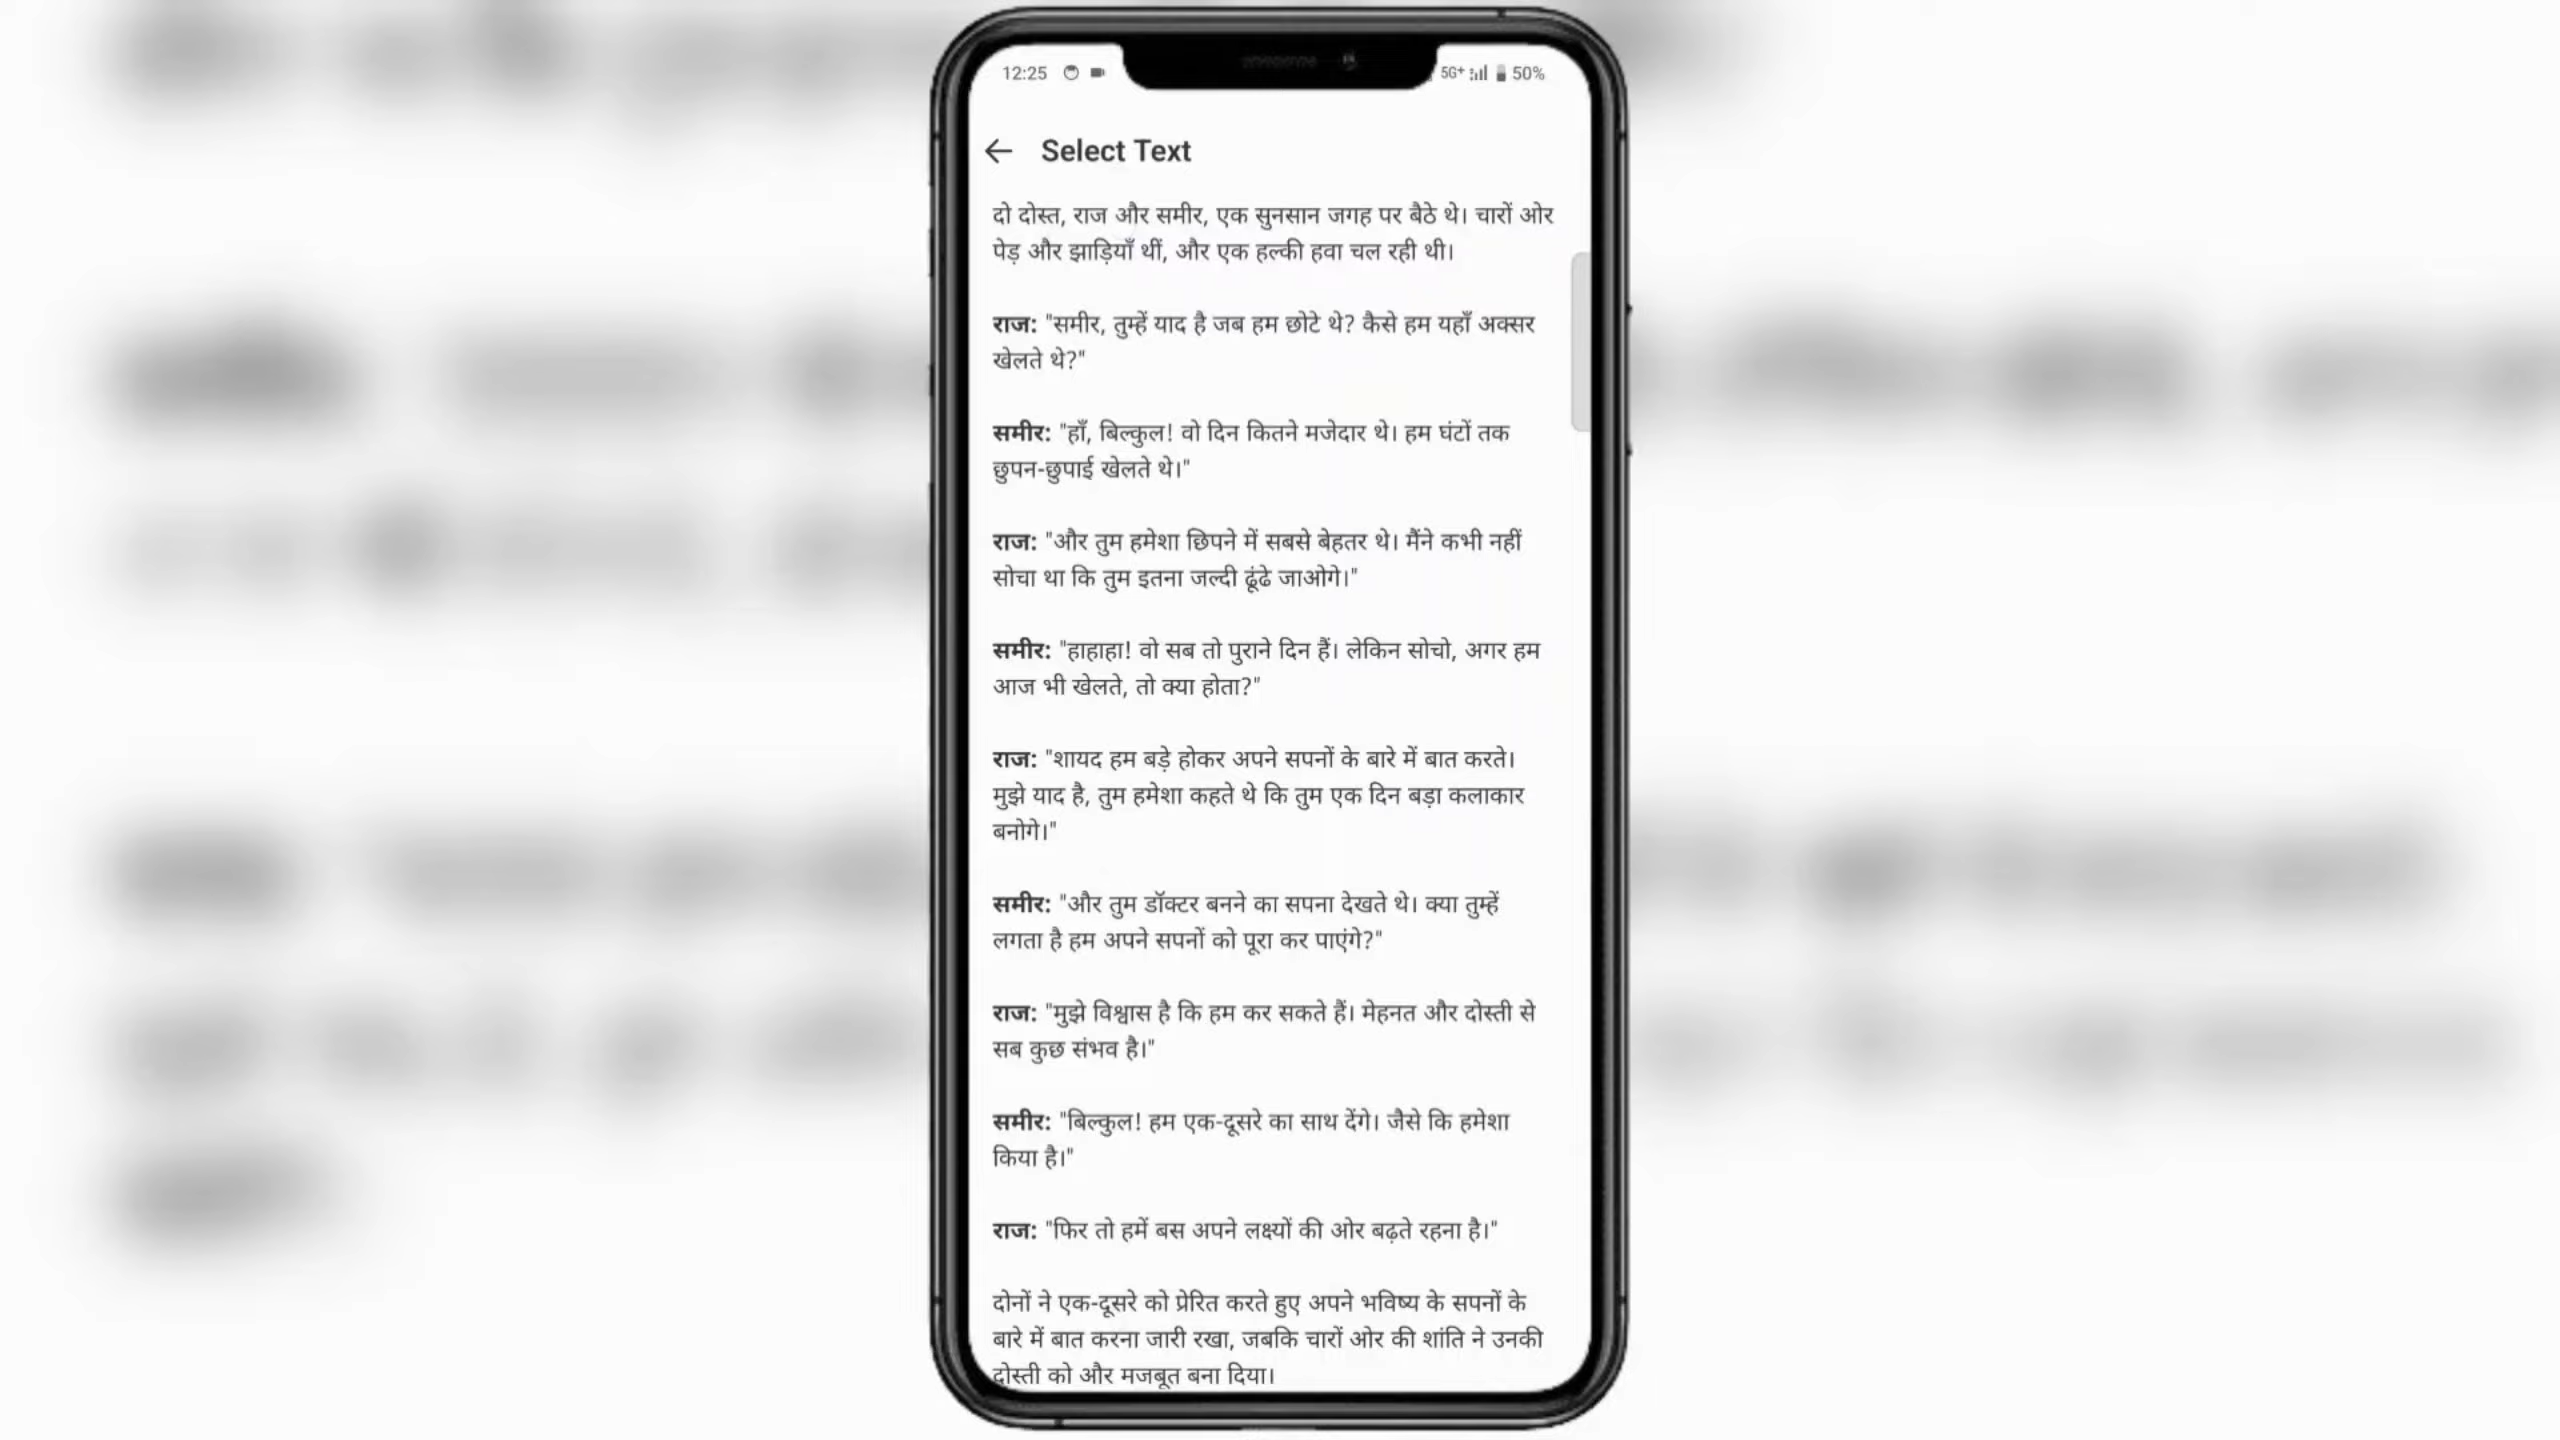 12:25
5G+ 50%
Select Text
दो दोस्त, राज और समीर, एक सुनसान जगह पर बैठे थे। चारों ओर
पेड़ और झाड़ियाँ थीं, और एक हल्की हवा चल रही थी।
राज: "समीर, तुम्हें याद है जब हम छोटे थे? कैसे हम यहाँ अक्सर
खेलते थे?"
समीर: "हाँ, बिल्कुल! वो दिन कितने मजेदार थे। हम घंटों तक
छुपन-छुपाई खेलते थे।"
राज: "और तुम हमेशा छिपने में सबसे बेहतर थे। मैंने कभी नहीं
सोचा था कि तुम इतना जल्दी ढूंढे जाओगे।"
समीर: "हाहाहा! वो सब तो पुराने दिन हैं। लेकिन सोचो, अगर हम
आज भी खेलते, तो क्या होता?"
राज: "शायद हम बड़े होकर अपने सपनों के बारे में बात करते।
मुझे याद है, तुम हमेशा कहते थे कि तुम एक दिन बड़ा कलाकार
बनोगे।"
समीर: "और तुम डॉक्टर बनने का सपना देखते थे। क्या तुम्हें
लगता है हम अपने सपनों को पूरा कर पाएंगे?"
राज: "मुझे विश्वास है कि हम कर सकते हैं। मेहनत और दोस्ती से
सब कुछ संभव है।"
समीर: "बिल्कुल! हम एक-दूसरे का साथ देंगे। जैसे कि हमेशा
किया है।"
राज: "फिर तो हमें बस अपने लक्ष्यों की ओर बढ़ते रहना है।"
दोनों ने एक-दूसरे को प्रेरित करते हुए अपने भविष्य के सपनों के
बारे में बात करना जारी रखा, जबकि चारों ओर की शांति ने उनकी
दोस्ती को और मजबूत बना दिया।